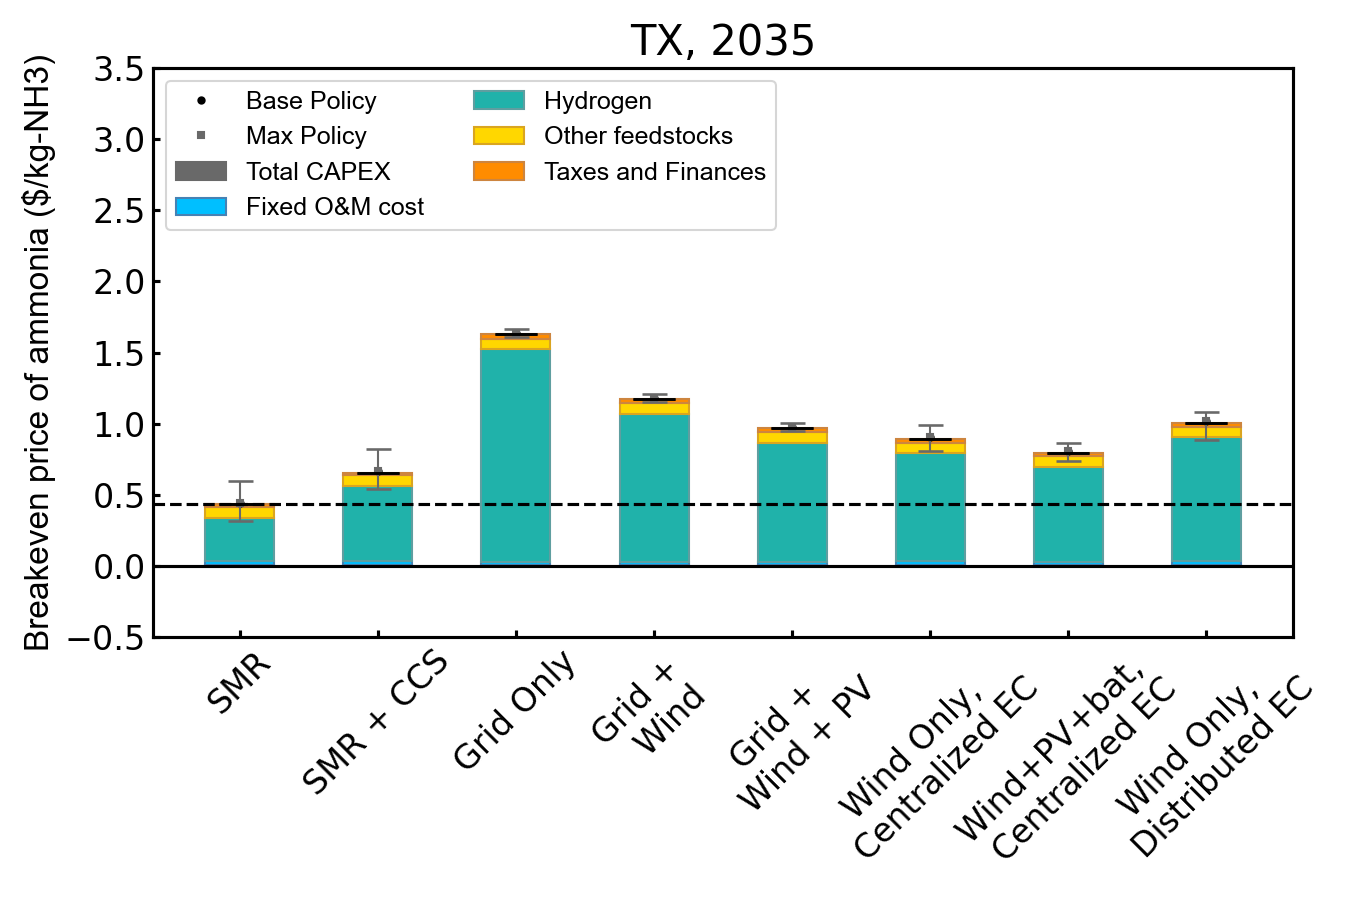 TX, 2035
Breakeven price of ammonia ($/kg-NH3)
3.5
3.0
2.5
2.0
1.5
1.0
0.5
0.0
−0.5
Base Policy
Max Policy
Total CAPEX
Fixed O&M cost
Hydrogen
Other feedstocks
Taxes and Finances
SMR
SMR + CCS
Grid Only
Grid +
Wind
Grid +
Wind + PV
Wind Only,
Centralized EC
Wind+PV+bat,
Centralized EC
Wind Only,
Distributed EC